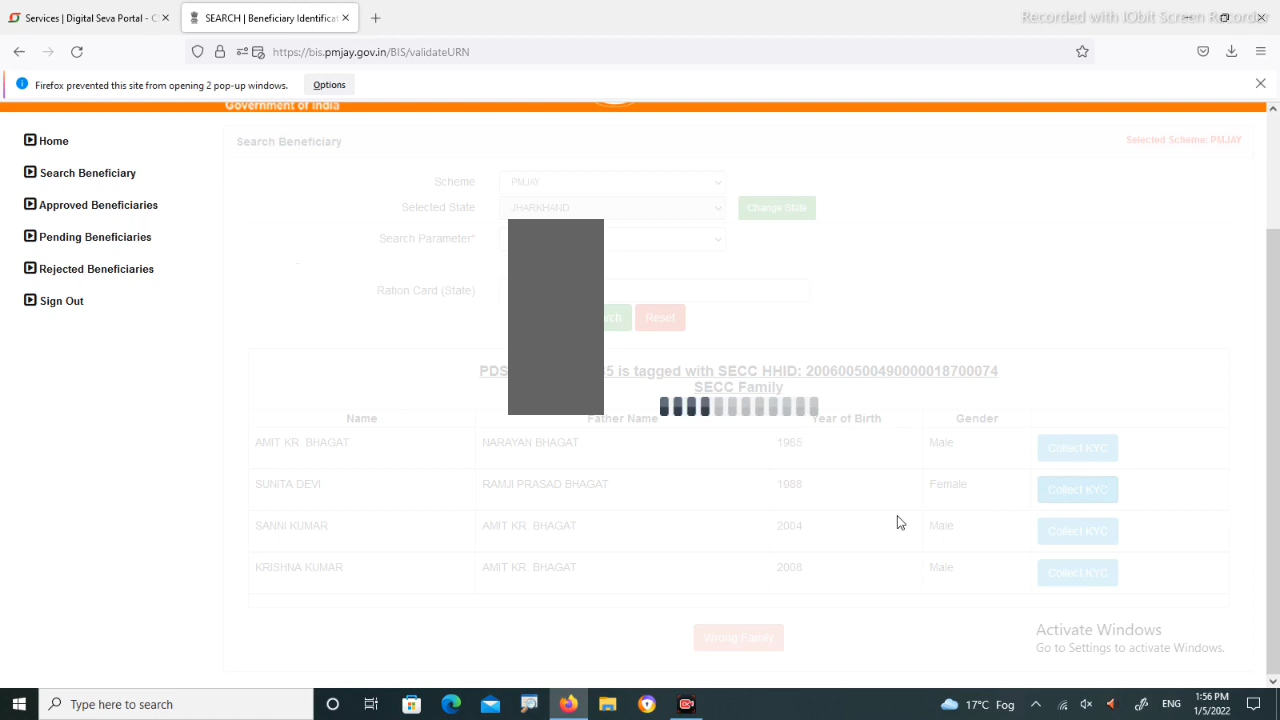 Services | Digital Seva Portal - C
SEARCH | Beneficiary Identificat
Recorded with IObit Screen Recorder
https://bis.pmjay.gov.in/BIS/validateURN
Firefox prevented this site from opening 2 pop-up windows.
Options
Government of India
Home
Search Beneficiary
Approved Beneficiaries
Pending Beneficiaries
Rejected Beneficiaries
Sign Out
Search Beneficiary
Selected Scheme: PMJAY
Scheme
PMJAY
Selected State
JHARKHAND
Change State
Search Parameter*
Ration Card (State)
rch
Reset
PDS 5 is tagged with SECC HHID: 2006005004900000018700074
SECC Family
Name Father Name Year of Birth Gender
AMIT KR. BHAGAT NARAYAN BHAGAT 1985 Male Collect KYC
SUNITA DEVI RAMJI PRASAD BHAGAT 1988 Female Collect KYC
SANNI KUMAR AMIT KR. BHAGAT 2004 Male Collect KYC
KRISHNA KUMAR AMIT KR. BHAGAT 2008 Male Collect KYC
Wrong Family
Activate Windows
Go to Settings to activate Windows.
Type here to search
17°C Fog
ENG
1:56 PM
1/5/2022